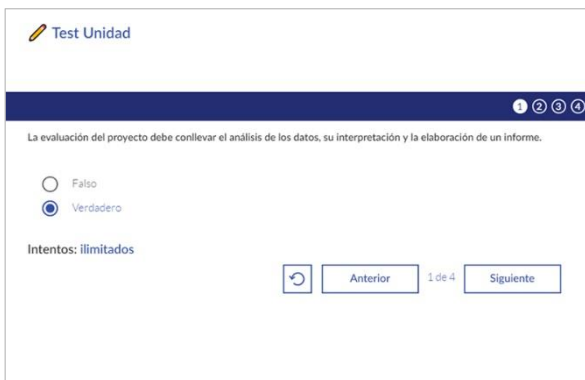 Test Unidad
1 2 3 4
La evaluación del proyecto debe conllevar el análisis de los datos, su interpretación y la elaboración de un informe.
Falso
Verdadero
Intentos: ilimitados
Anterior 1 de 4 Siguiente